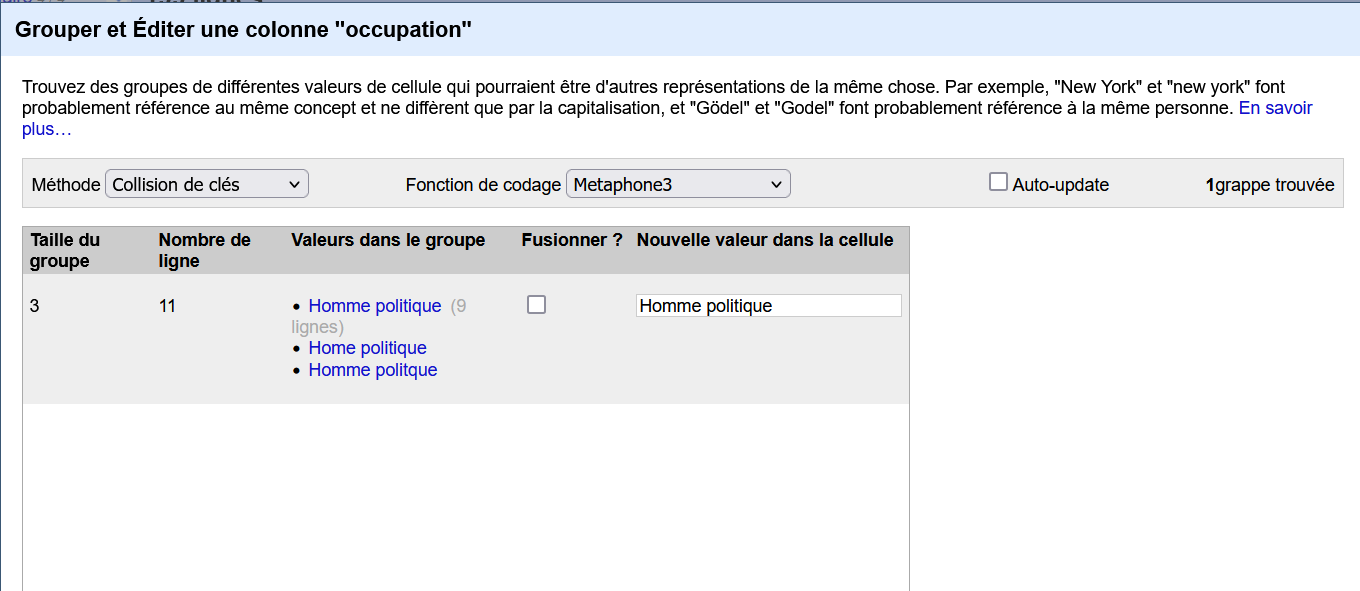 Grouper et Éditer une colonne "occupation"
Trouvez des groupes de différentes valeurs de cellule qui pourraient être d'autres représentations de la même chose. Par exemple, "New York" et "new york" font
probablement référence au même concept et ne diffèrent que par la capitalisation, et "Gödel" et "Godel" font probablement référence à la même personne. En savoir
plus…
Méthode Collision de clés Fonction de codage Metaphone3 Auto-update 1grappe trouvée
Taille du groupe Nombre de ligne Valeurs dans le groupe Fusionner ? Nouvelle valeur dans la cellule
3 11 • Homme politique (9 Homme politique
lignes)
• Home politique
• Homme politque